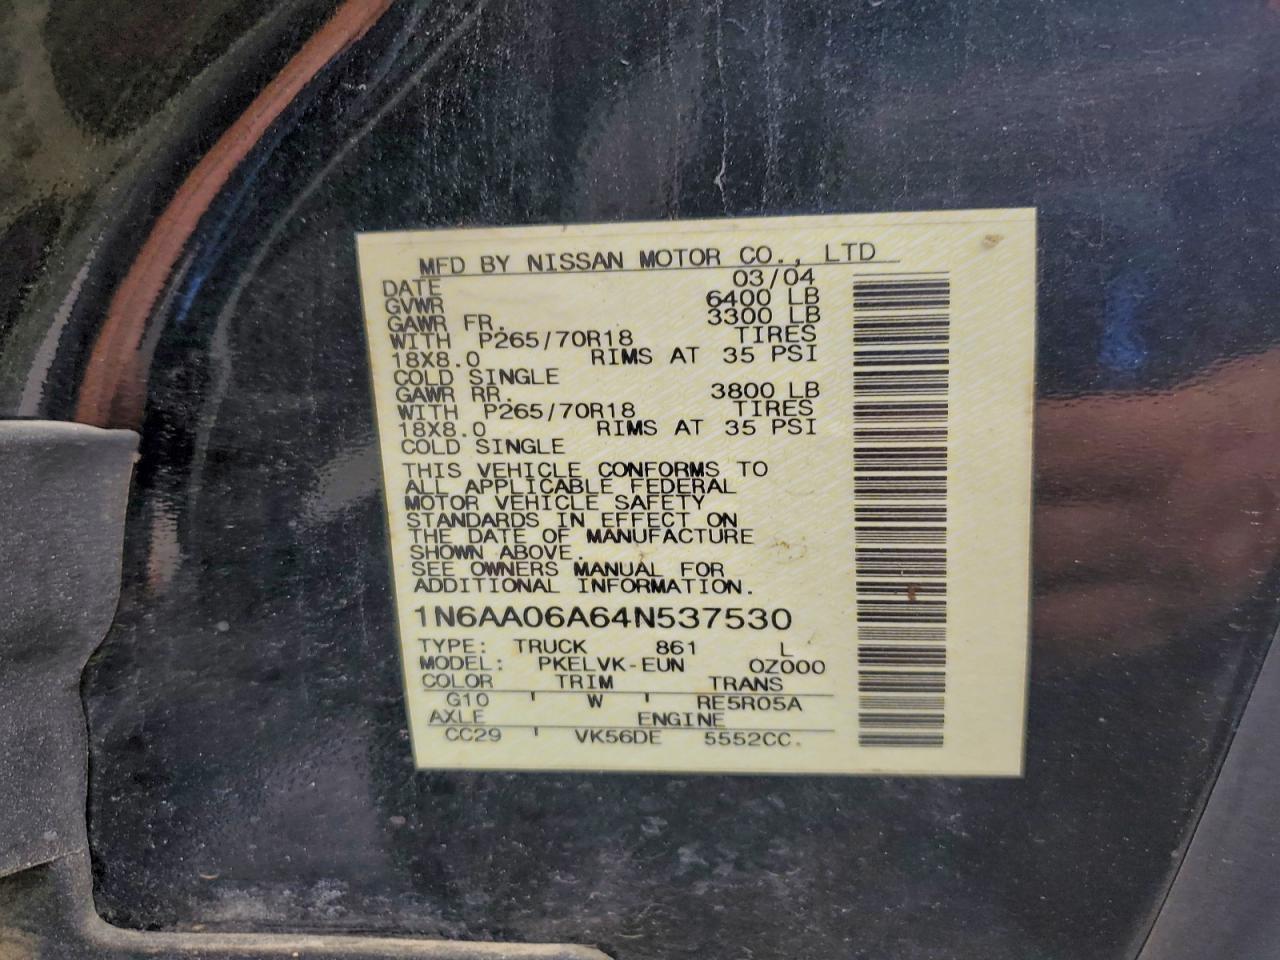 MFD BY NISSAN MOTOR CO., LTD
DATE 03/04
GVWR 6400 LB
GAWR FR. 3300 LB
WITH P265/70R18 TIRES
18X8.0 RIMS AT 35 PSI
COLD SINGLE
GAWR RR. 3800 LB
WITH P265/70R18 TIRES
18X8.0 RIMS AT 35 PSI
COLD SINGLE
THIS VEHICLE CONFORMS TO
ALL APPLICABLE FEDERAL
MOTOR VEHICLE SAFETY
STANDARDS IN EFFECT ON
THE DATE OF MANUFACTURE
SHOWN ABOVE.
SEE OWNERS MANUAL FOR
ADDITIONAL INFORMATION.
1N6AA06A64N537530
TYPE: TRUCK 861 L
MODEL: PKELVK-EUN 0Z000
COLOR TRIM TRANS
G10 ' W ' RE5R05A
AXLE ENGINE
CC29 ' VK56DE 5552CC.